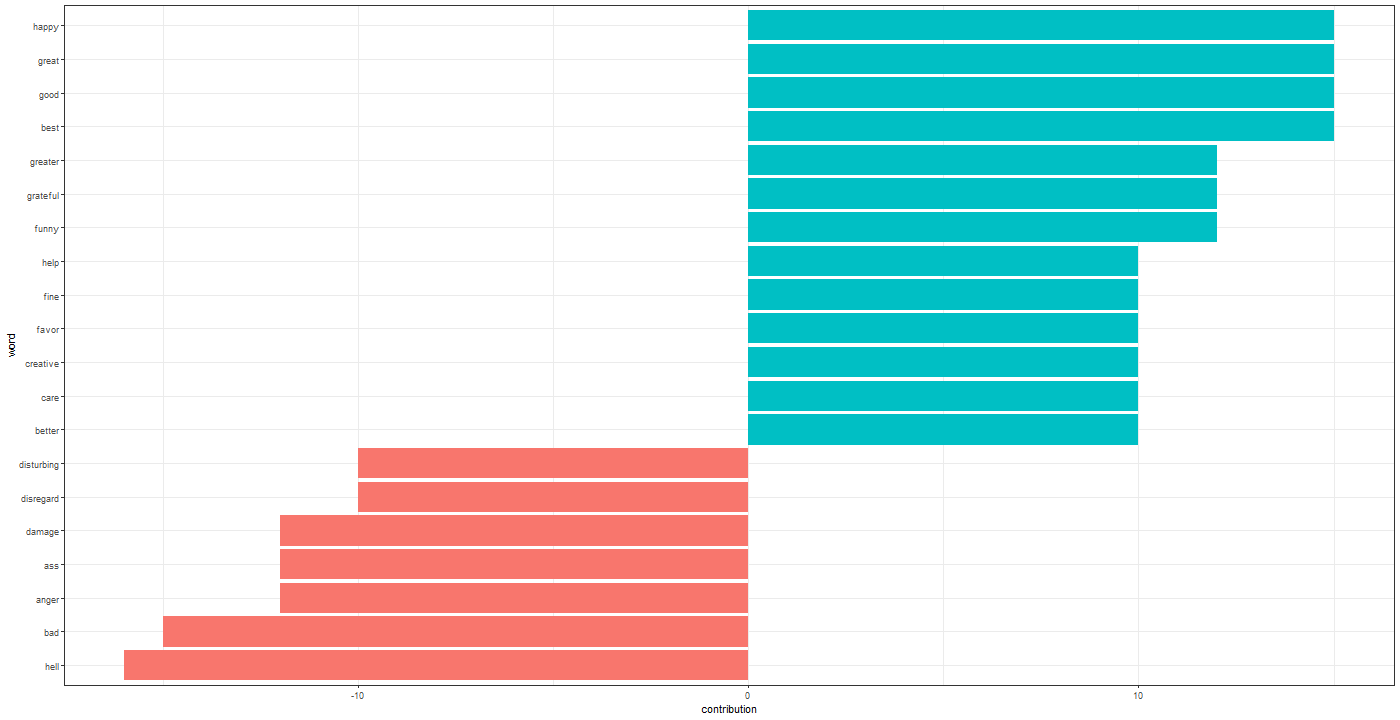 happy
great
good
best
greater
grateful
funny
help
fine
favor
creative
care
better
disturbing
disregard
damage
ass
anger
bad
hell
word
-10 0 10
contribution